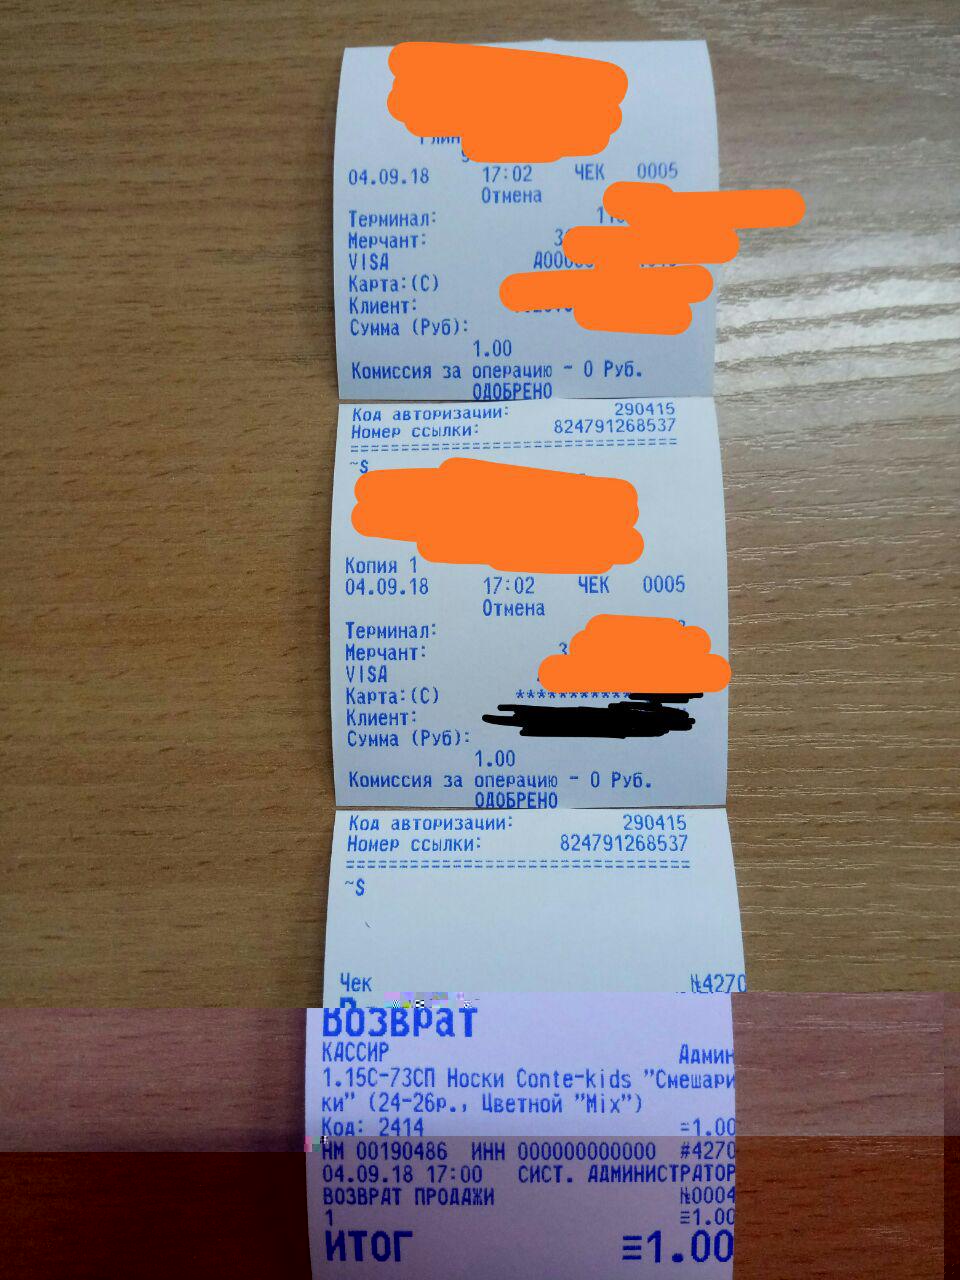 04.09.18 17:02 ЧЕК 0005
Отмена
Терминал:
Мерчант:
VISA
Карта:(C)
Клиент:
Сумма (Руб):
1.00
Комиссия за операцию - 0 Руб.
ОДОБРЕНО
Код авторизации: 290415
Номер ссылки: 824791268537
================================
~S
Копия 1
04.09.18 17:02 ЧЕК 0005
Отмена
Терминал:
Мерчант:
VISA
Карта:(C)
Клиент:
Сумма (Руб):
1.00
Комиссия за операцию - 0 Руб.
ОДОБРЕНО
Код авторизации: 290415
Номер ссылки: 824791268537
================================
~S
Чек №4270
Возврат
КАССИР Админ
1.15С-73СП Носки Conte-kids "Смешари
ки" (24-26р., Цветной "Mix")
Код: 2414 =1.00
НМ 00190486 ИНН 000000000000 #4270
04.09.18 17:00 СИСТ. АДМИНИСТРАТОР
ВОЗВРАТ ПРОДАЖИ №0004
1 ≡1.00
ИТОГ ≡1.00